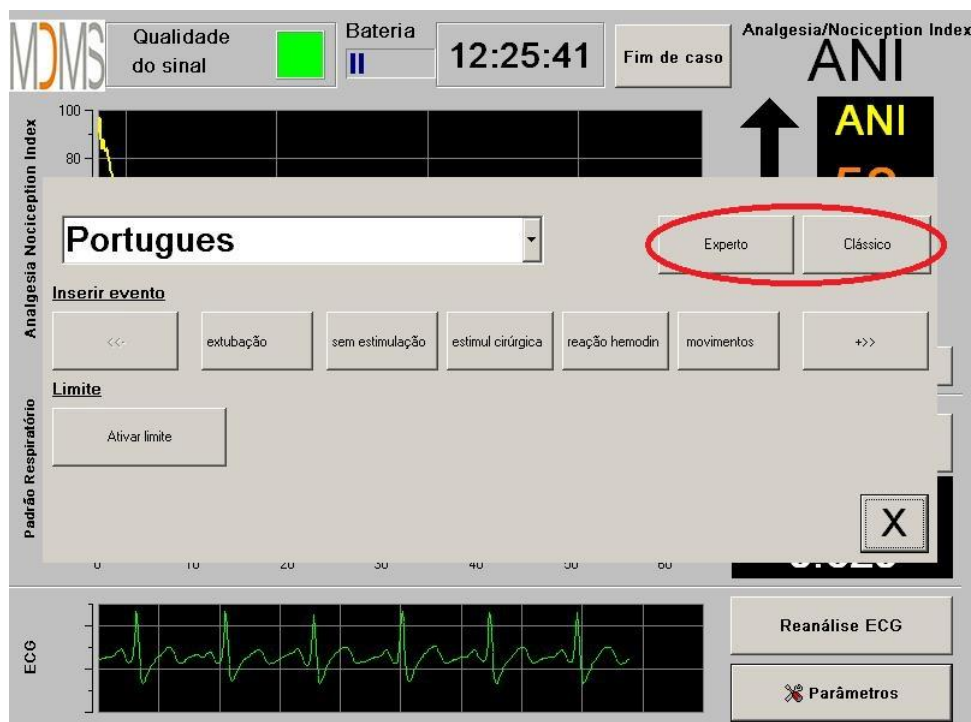 MDMS
Qualidade
do sinal
Bateria
12:25:41
Fim de caso
Analgesia/Nociception Index
ANI
Analgesia Nociception Index
100
80
ANI
Portugues
Experto
Clássico
Inserir evento
<<-
extubação
sem estimulação
estimul cirúrgica
reação hemodin
movimentos
+>>
Limite
Ativar limite
Padrão Respiratório
X
0
10
20
30
40
50
60
ECG
Reanálise ECG
Parâmetros